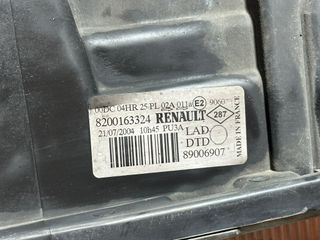 00DC 04HR 25 PL 02A 011# E2 9060
8200163324 RENAULT 287
21/07/2004 10h45 PU3A LAD
DTD
89006907
MADE IN FRANCE